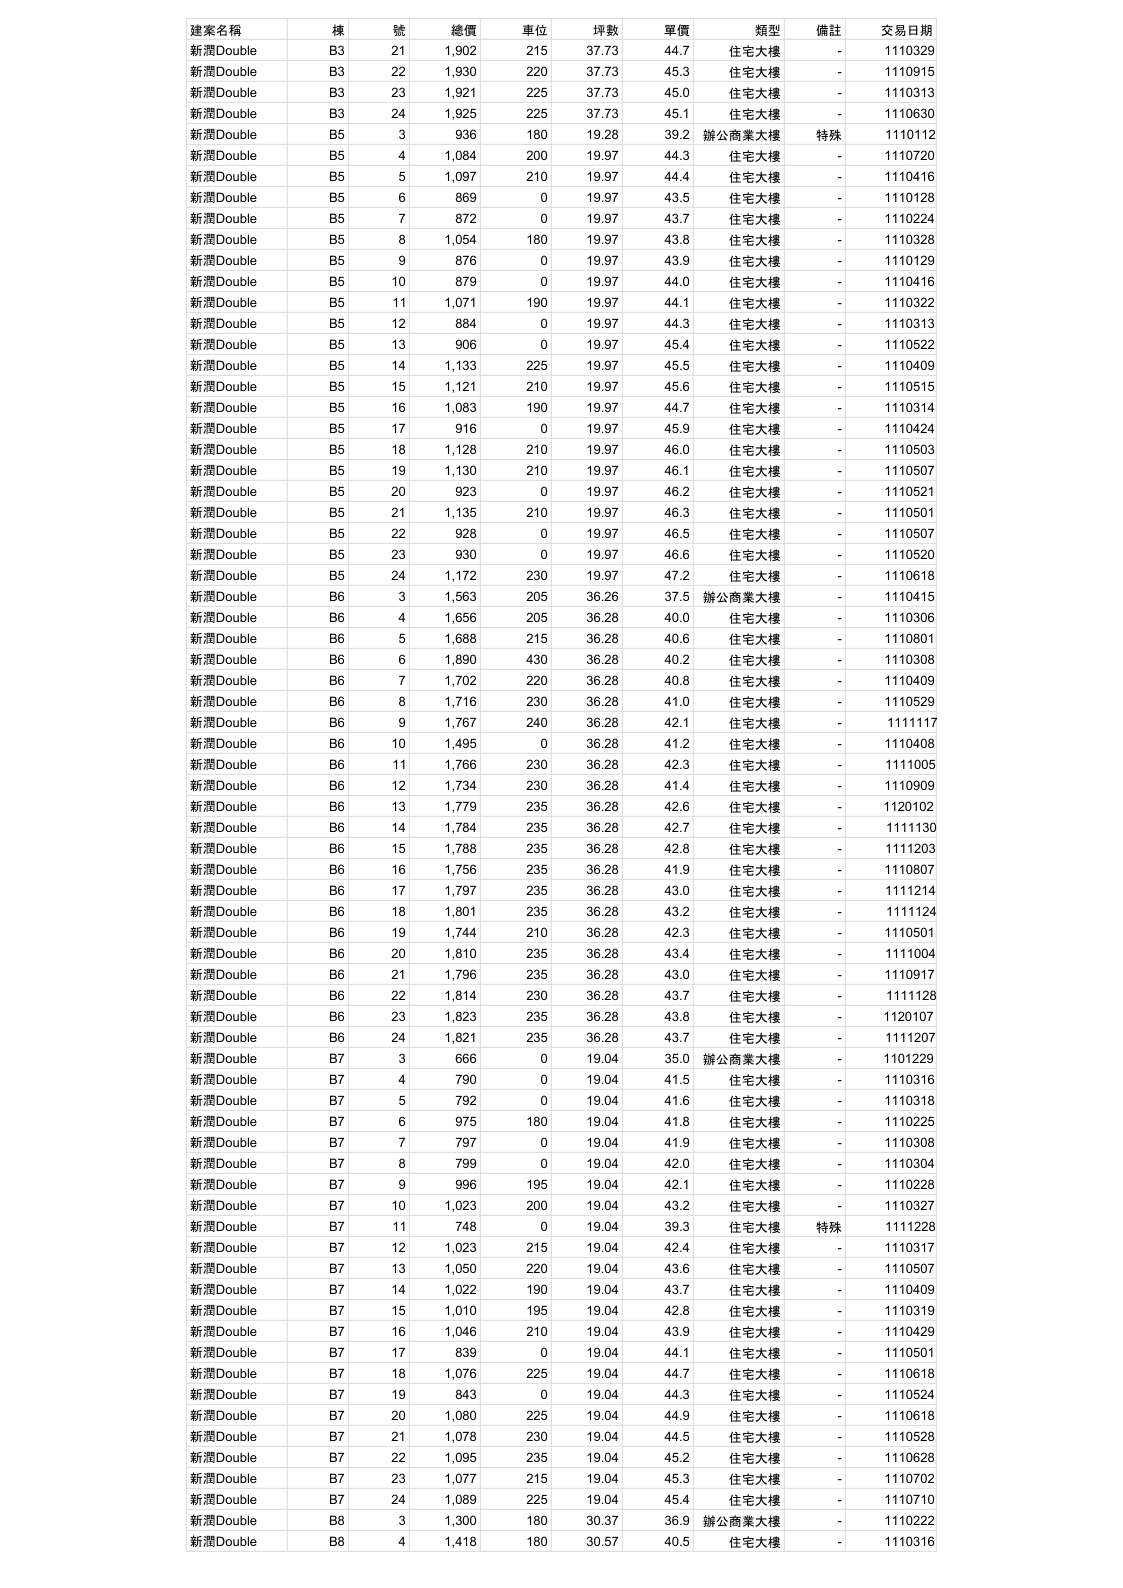 建案名稱 棟 號 總價 車位 坪數 單價 類型 備註 交易日期
新潤Double B3 21 1,902 215 37.73 44.7 住宅大樓 - 1110329
新潤Double B3 22 1,930 220 37.73 45.3 住宅大樓 - 1110915
新潤Double B3 23 1,921 225 37.73 45.0 住宅大樓 - 1110313
新潤Double B3 24 1,925 225 37.73 45.1 住宅大樓 - 1110630
新潤Double B5 3 936 180 19.28 39.2 辦公商業大樓 特殊 1110112
新潤Double B5 4 1,084 200 19.97 44.3 住宅大樓 - 1110720
新潤Double B5 5 1,097 210 19.97 44.4 住宅大樓 - 1110416
新潤Double B5 6 869 0 19.97 43.5 住宅大樓 - 1110128
新潤Double B5 7 872 0 19.97 43.7 住宅大樓 - 1110224
新潤Double B5 8 1,054 180 19.97 43.8 住宅大樓 - 1110328
新潤Double B5 9 876 0 19.97 43.9 住宅大樓 - 1110129
新潤Double B5 10 879 0 19.97 44.0 住宅大樓 - 1110416
新潤Double B5 11 1,071 190 19.97 44.1 住宅大樓 - 1110322
新潤Double B5 12 884 0 19.97 44.3 住宅大樓 - 1110313
新潤Double B5 13 906 0 19.97 45.4 住宅大樓 - 1110522
新潤Double B5 14 1,133 225 19.97 45.5 住宅大樓 - 1110409
新潤Double B5 15 1,121 210 19.97 45.6 住宅大樓 - 1110515
新潤Double B5 16 1,083 190 19.97 44.7 住宅大樓 - 1110314
新潤Double B5 17 916 0 19.97 45.9 住宅大樓 - 1110424
新潤Double B5 18 1,128 210 19.97 46.0 住宅大樓 - 1110503
新潤Double B5 19 1,130 210 19.97 46.1 住宅大樓 - 1110507
新潤Double B5 20 923 0 19.97 46.2 住宅大樓 - 1110521
新潤Double B5 21 1,135 210 19.97 46.3 住宅大樓 - 1110501
新潤Double B5 22 928 0 19.97 46.5 住宅大樓 - 1110507
新潤Double B5 23 930 0 19.97 46.6 住宅大樓 - 1110520
新潤Double B5 24 1,172 230 19.97 47.2 住宅大樓 - 1110618
新潤Double B6 3 1,563 205 36.26 37.5 辦公商業大樓 - 1110415
新潤Double B6 4 1,656 205 36.28 40.0 住宅大樓 - 1110306
新潤Double B6 5 1,688 215 36.28 40.6 住宅大樓 - 1110801
新潤Double B6 6 1,890 430 36.28 40.2 住宅大樓 - 1110308
新潤Double B6 7 1,702 220 36.28 40.8 住宅大樓 - 1110409
新潤Double B6 8 1,716 230 36.28 41.0 住宅大樓 - 1110529
新潤Double B6 9 1,767 240 36.28 42.1 住宅大樓 - 1111117
新潤Double B6 10 1,495 0 36.28 41.2 住宅大樓 - 1110408
新潤Double B6 11 1,766 230 36.28 42.3 住宅大樓 - 1111005
新潤Double B6 12 1,734 230 36.28 41.4 住宅大樓 - 1110909
新潤Double B6 13 1,779 235 36.28 42.6 住宅大樓 - 1120102
新潤Double B6 14 1,784 235 36.28 42.7 住宅大樓 - 1111130
新潤Double B6 15 1,788 235 36.28 42.8 住宅大樓 - 1111203
新潤Double B6 16 1,756 235 36.28 41.9 住宅大樓 - 1110807
新潤Double B6 17 1,797 235 36.28 43.0 住宅大樓 - 1111214
新潤Double B6 18 1,801 235 36.28 43.2 住宅大樓 - 1111124
新潤Double B6 19 1,744 210 36.28 42.3 住宅大樓 - 1110501
新潤Double B6 20 1,810 235 36.28 43.4 住宅大樓 - 1111004
新潤Double B6 21 1,796 235 36.28 43.0 住宅大樓 - 1110917
新潤Double B6 22 1,814 230 36.28 43.7 住宅大樓 - 1111128
新潤Double B6 23 1,823 235 36.28 43.8 住宅大樓 - 1120107
新潤Double B6 24 1,821 235 36.28 43.7 住宅大樓 - 1111207
新潤Double B7 3 666 0 19.04 35.0 辦公商業大樓 - 1101229
新潤Double B7 4 790 0 19.04 41.5 住宅大樓 - 1110316
新潤Double B7 5 792 0 19.04 41.6 住宅大樓 - 1110318
新潤Double B7 6 975 180 19.04 41.8 住宅大樓 - 1110225
新潤Double B7 7 797 0 19.04 41.9 住宅大樓 - 1110308
新潤Double B7 8 799 0 19.04 42.0 住宅大樓 - 1110304
新潤Double B7 9 996 195 19.04 42.1 住宅大樓 - 1110228
新潤Double B7 10 1,023 200 19.04 43.2 住宅大樓 - 1110327
新潤Double B7 11 748 0 19.04 39.3 住宅大樓 特殊 1111228
新潤Double B7 12 1,023 215 19.04 42.4 住宅大樓 - 1110317
新潤Double B7 13 1,050 220 19.04 43.6 住宅大樓 - 1110507
新潤Double B7 14 1,022 190 19.04 43.7 住宅大樓 - 1110409
新潤Double B7 15 1,010 195 19.04 42.8 住宅大樓 - 1110319
新潤Double B7 16 1,046 210 19.04 43.9 住宅大樓 - 1110429
新潤Double B7 17 839 0 19.04 44.1 住宅大樓 - 1110501
新潤Double B7 18 1,076 225 19.04 44.7 住宅大樓 - 1110618
新潤Double B7 19 843 0 19.04 44.3 住宅大樓 - 1110524
新潤Double B7 20 1,080 225 19.04 44.9 住宅大樓 - 1110618
新潤Double B7 21 1,078 230 19.04 44.5 住宅大樓 - 1110528
新潤Double B7 22 1,095 235 19.04 45.2 住宅大樓 - 1110628
新潤Double B7 23 1,077 215 19.04 45.3 住宅大樓 - 1110702
新潤Double B7 24 1,089 225 19.04 45.4 住宅大樓 - 1110710
新潤Double B8 3 1,300 180 30.37 36.9 辦公商業大樓 - 1110222
新潤Double B8 4 1,418 180 30.57 40.5 住宅大樓 - 1110316